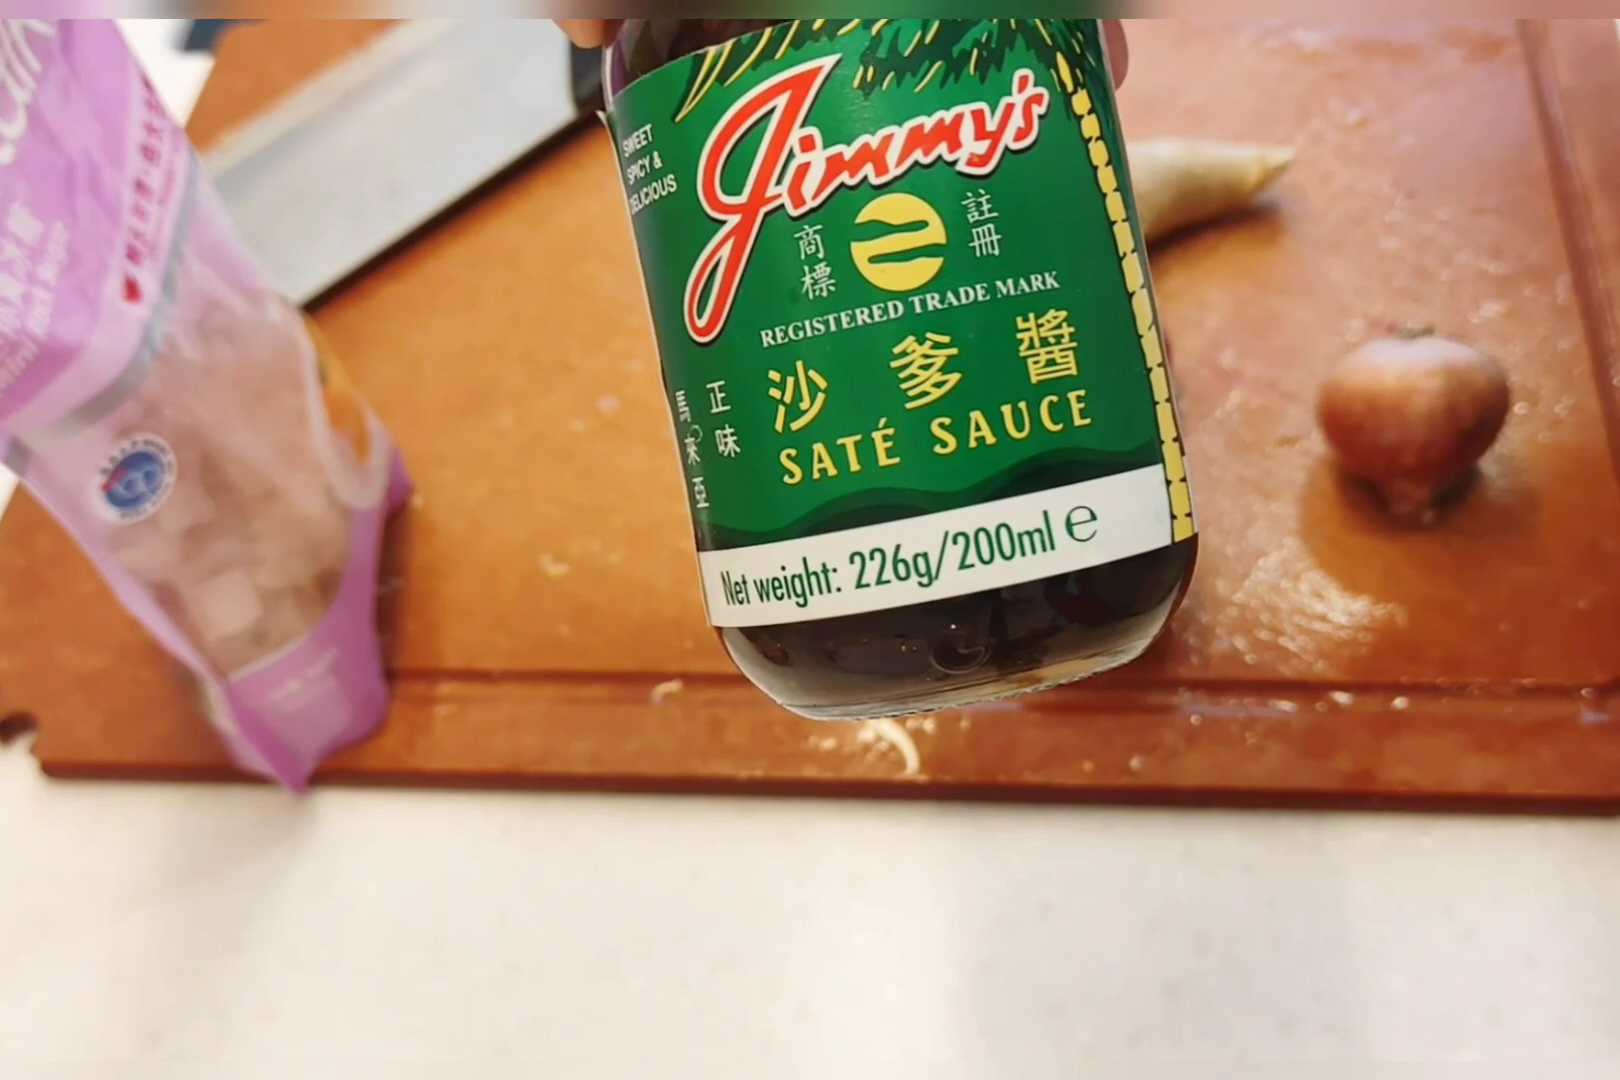 SWEET
SPICY &
DELICIOUS
Jimmy's
商標
註冊
REGISTERED TRADE MARK
正味
馬來亞
沙爹醬
SATÉ SAUCE
Net weight: 226g/200ml e